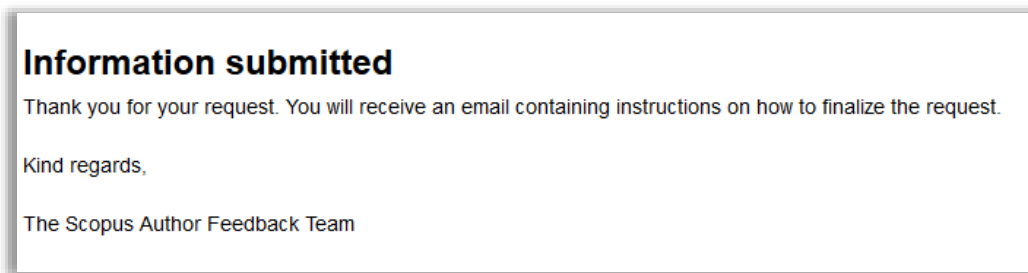 Information submitted
Thank you for your request. You will receive an email containing instructions on how to finalize the request.
Kind regards,
The Scopus Author Feedback Team